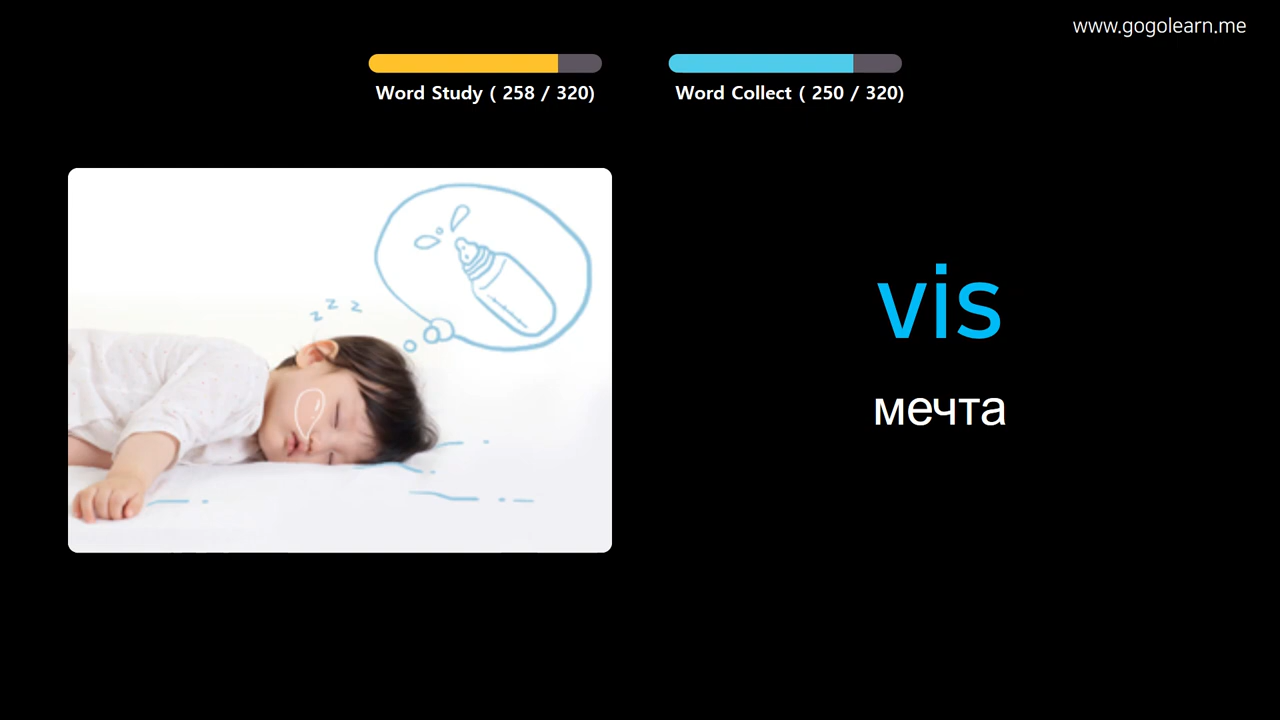 www.gogolearn.me
Word Study ( 258 / 320)
Word Collect ( 250 / 320)
z z z
vis
мечта